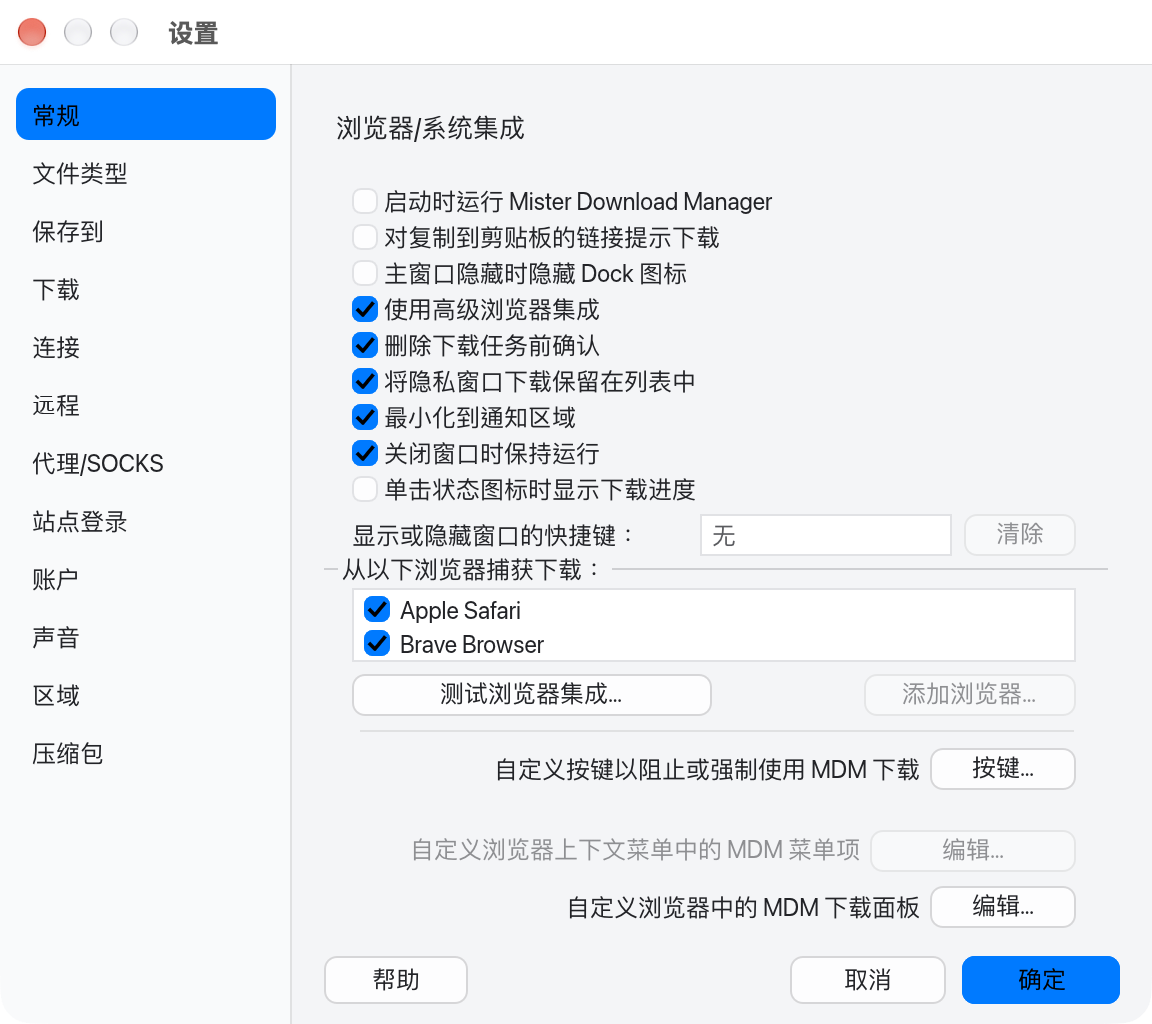 设置
常规
文件类型
保存到
下载
连接
远程
代理/SOCKS
站点登录
账户
声音
区域
压缩包
浏览器/系统集成
启动时运行 Mister Download Manager
对复制到剪贴板的链接提示下载
主窗口隐藏时隐藏 Dock 图标
使用高级浏览器集成
删除下载任务前确认
将隐私窗口下载保留在列表中
最小化到通知区域
关闭窗口时保持运行
单击状态图标时显示下载进度
显示或隐藏窗口的快捷键： 无 清除
从以下浏览器捕获下载：
Apple Safari
Brave Browser
测试浏览器集成... 添加浏览器...
自定义按键以阻止或强制使用 MDM 下载 按键...
自定义浏览器上下文菜单中的 MDM 菜单项 编辑...
自定义浏览器中的 MDM 下载面板 编辑...
帮助 取消 确定